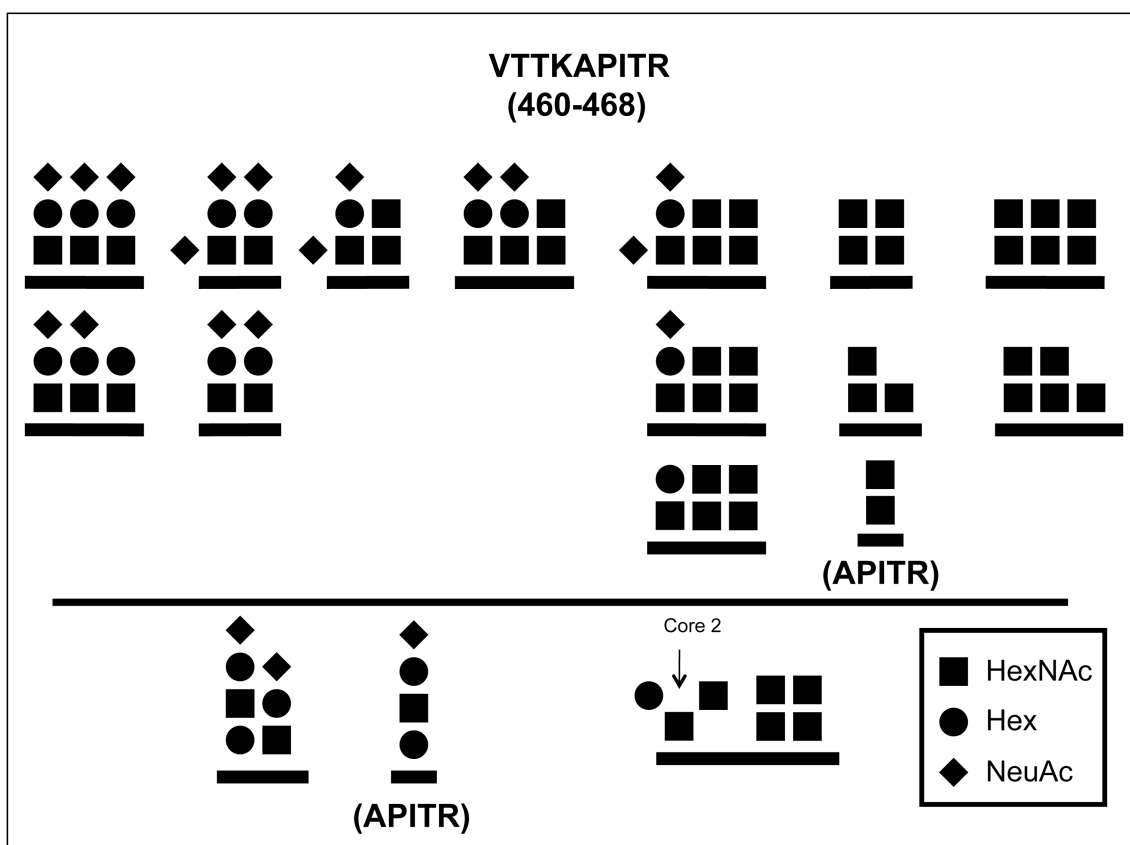 VTTKAPITR
(460-468)
(APITR)
Core 2
HexNAc
Hex
NeuAc
(APITR)